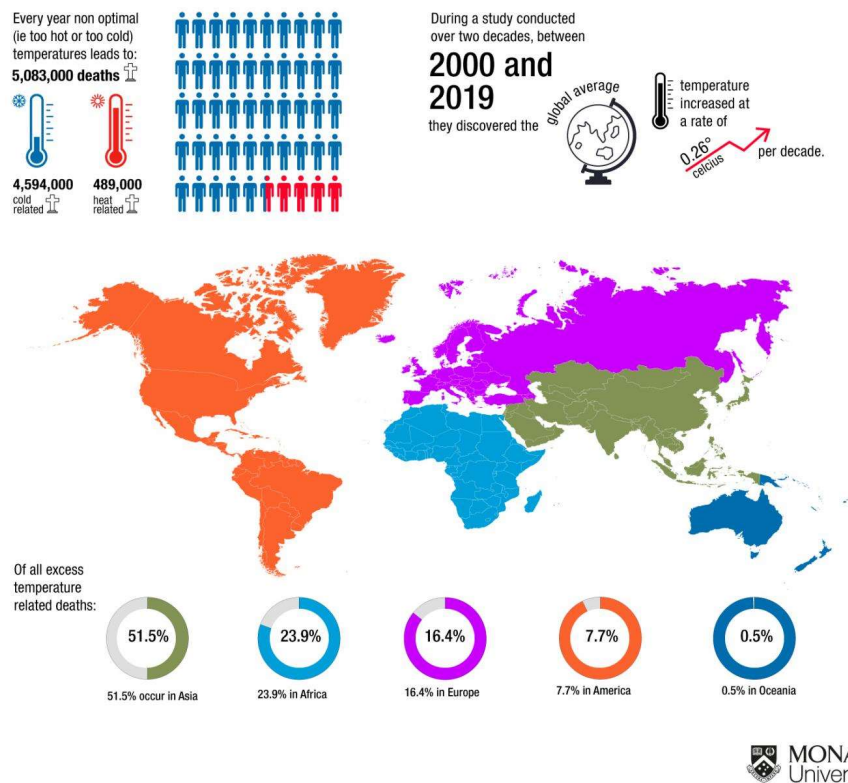 Every year non optimal
(ie too hot or too cold)
temperatures leads to:
5,083,000 deaths
4,594,000
cold
related
489,000
heat
related
During a study conducted
over two decades, between
2000 and
2019
they discovered the
global average
temperature
increased at
a rate of
0.26°
celcius
per decade.
Of all excess
temperature
related deaths:
51.5%
51.5% occur in Asia
23.9%
23.9% in Africa
16.4%
16.4% in Europe
7.7%
7.7% in America
0.5%
0.5% in Oceania
MONA
Univer